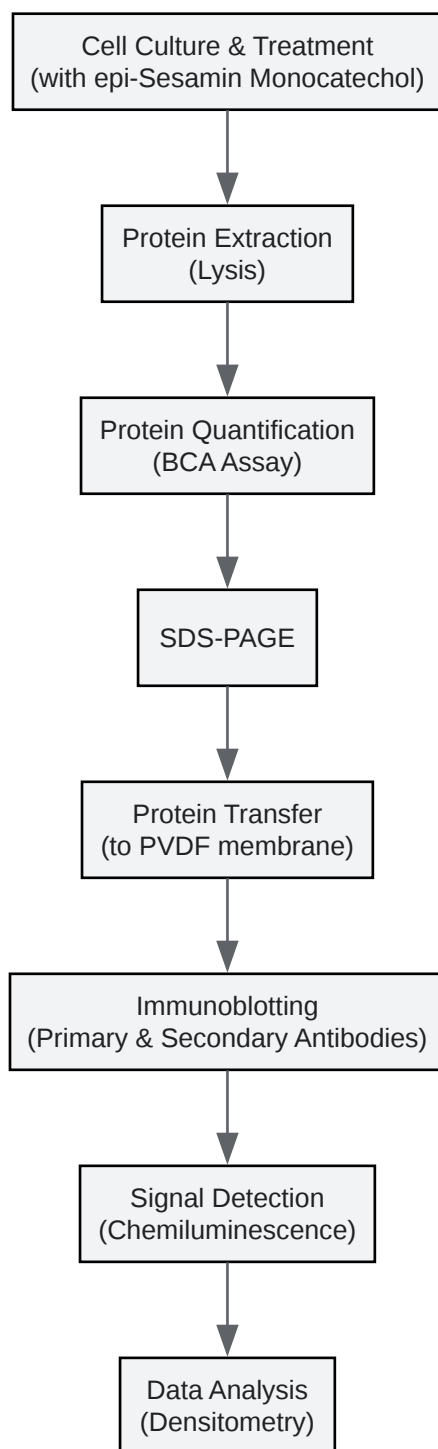 Cell Culture & Treatment
(with epi-Sesamin Monocatechol)
Protein Extraction
(Lysis)
Protein Quantification
(BCA Assay)
SDS-PAGE
Protein Transfer
(to PVDF membrane)
Immunoblotting
(Primary & Secondary Antibodies)
Signal Detection
(Chemiluminescence)
Data Analysis
(Densitometry)